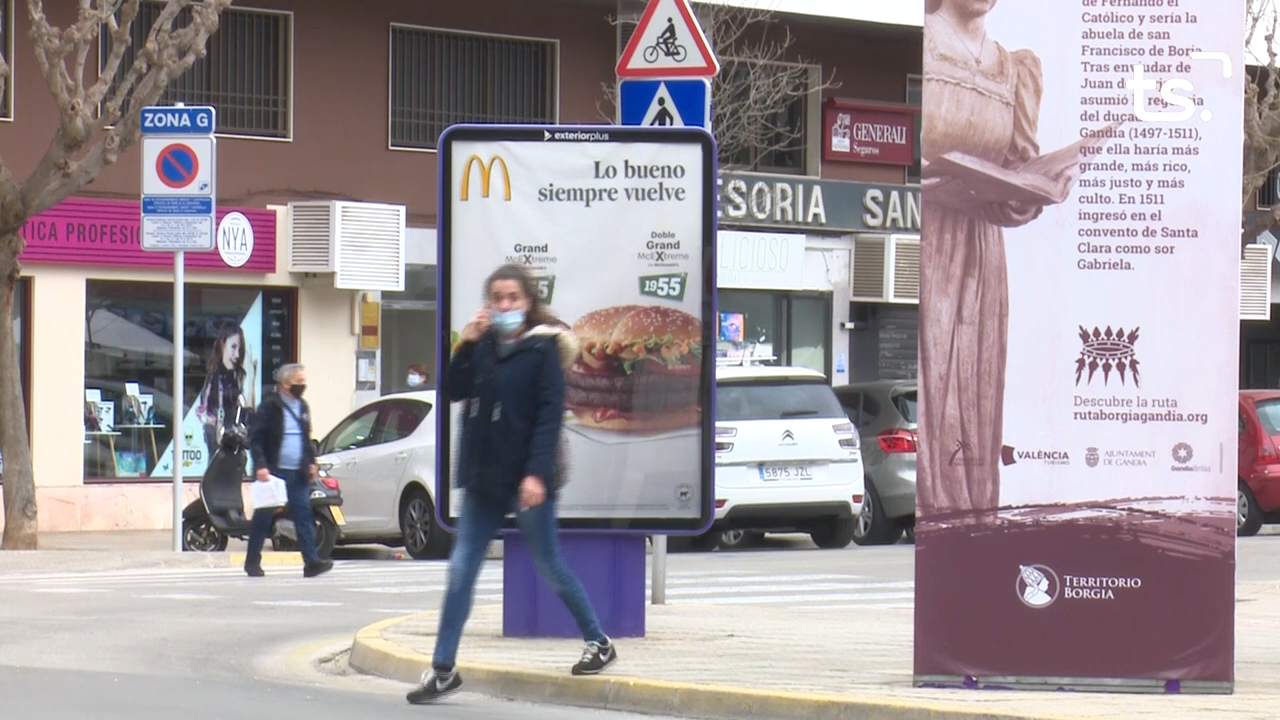 de Fernando el
Católico y sería la
abuela de san
Francisco de Borja.
Tras enviudar de
Juan de
asumió la regencia
del ducado
Gandia (1497-1511),
que ella haría más
grande, más rico,
más justo y más
culto. En 1511
ingresó en el
convento de Santa
Clara como sor
Gabriela.
Descubre la ruta
rutaborgiagandia.org
VALÈNCIA
TURISME
AJUNTAMENT
DE GANDIA
TERRITORIO
BORGIA
ts.
ZONA G
exteriorplus
Lo bueno
siempre vuelve
Grand
McEXtreme
55
Doble
Grand
McEXtreme
1955
GENERALI
Seguros
ESORIA SAN
ICIOSO
TICA PROFESIO
NYA
5875 JZL